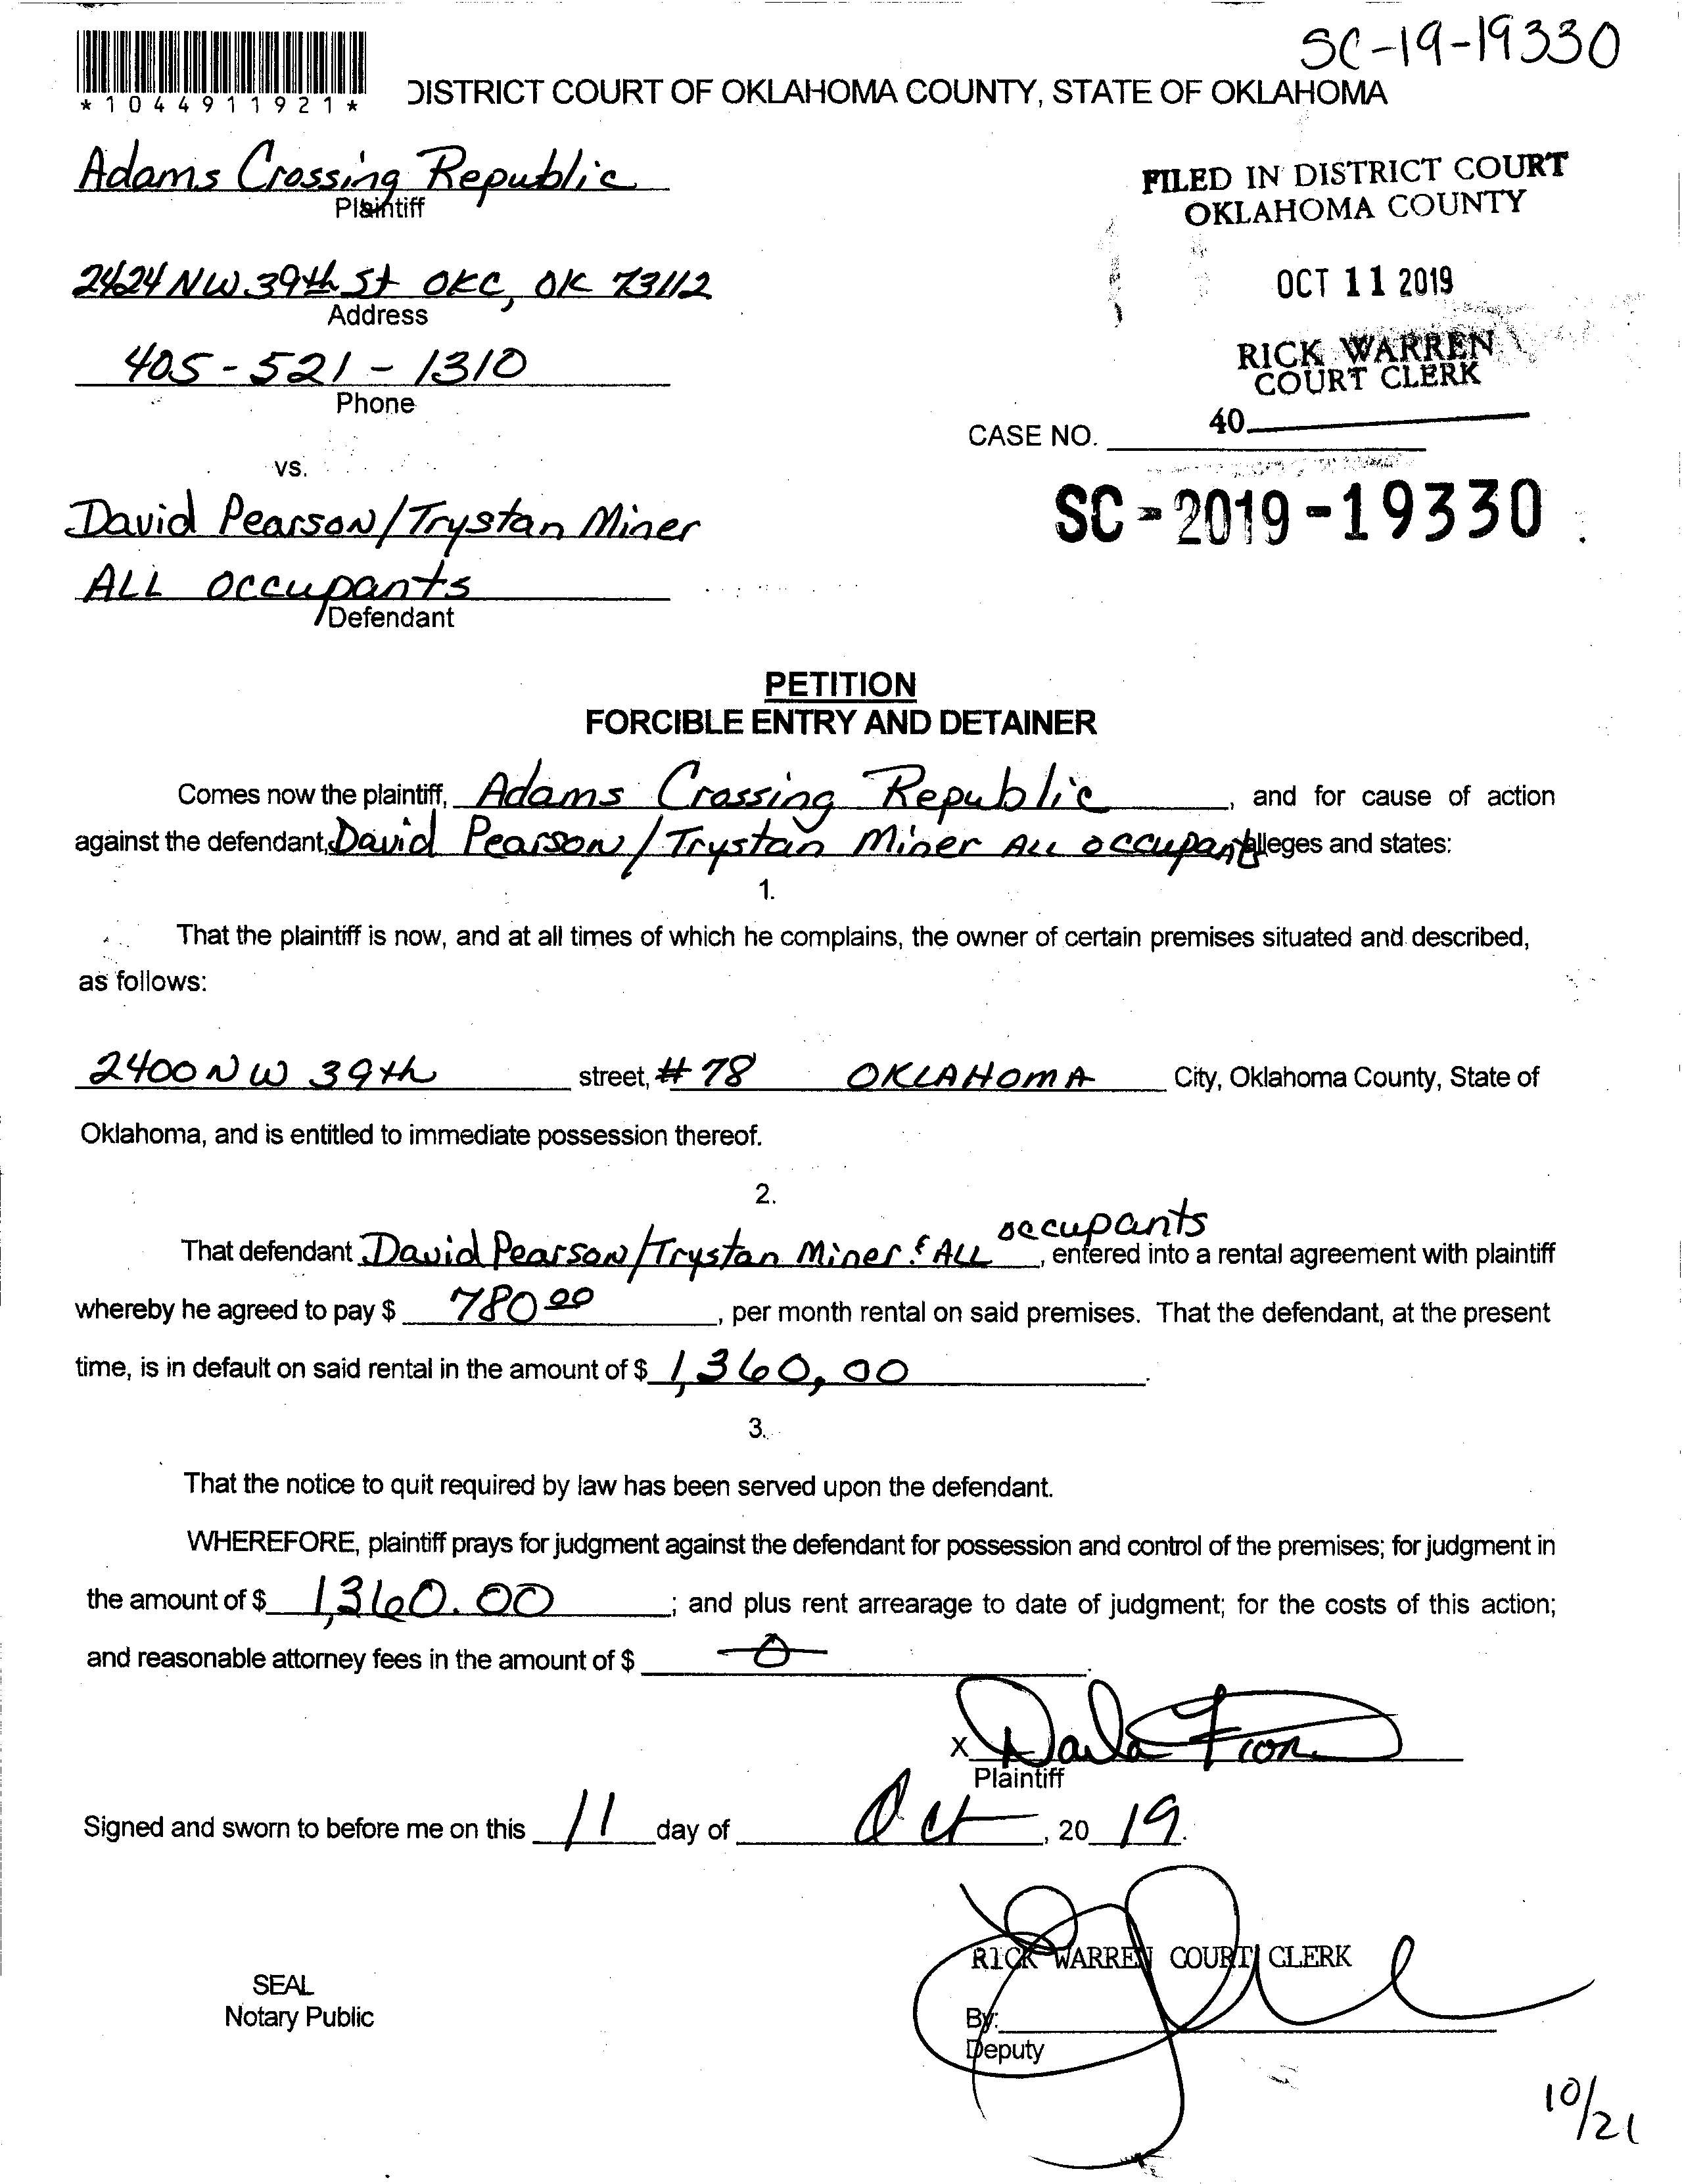 SC-19-19330
*1044911921*
DISTRICT COURT OF OKLAHOMA COUNTY, STATE OF OKLAHOMA
Adams Crossing Republic
Plaintiff
FILED IN DISTRICT COURT
OKLAHOMA COUNTY
2424 NW 39th St OKC, OK 73112
Address
OCT 11 2019
405-521-1310
Phone
RICK WARREN
COURT CLERK
40
CASE NO.
vs.
SC-2019-19330
David Pearson/Trystan Miner
ALL occupants
Defendant
PETITION
FORCIBLE ENTRY AND DETAINER
Comes now the plaintiff, Adams Crossing Republic, and for cause of action
against the defendant, David Pearson/Trystan Miner ALL occupants alleges and states:
1.
That the plaintiff is now, and at all times of which he complains, the owner of certain premises situated and described,
as follows:
2400 NW 39th street, #78 OKLAHOMA City, Oklahoma County, State of
Oklahoma, and is entitled to immediate possession thereof.
2.
That defendant David Pearson/Trystan Miner & ALL occupants, entered into a rental agreement with plaintiff
whereby he agreed to pay $ 780 00, per month rental on said premises. That the defendant, at the present
time, is in default on said rental in the amount of $ 1,360,00.
3.
That the notice to quit required by law has been served upon the defendant.
WHEREFORE, plaintiff prays for judgment against the defendant for possession and control of the premises; for judgment in
the amount of $ 1,360.00; and plus rent arrearage to date of judgment; for the costs of this action;
and reasonable attorney fees in the amount of $ 0.
X Darla
Plaintiff
Signed and sworn to before me on this 11 day of Oct, 20 19.
RICK WARREN COURT CLERK
SEAL
Notary Public
By:
Deputy
10/21